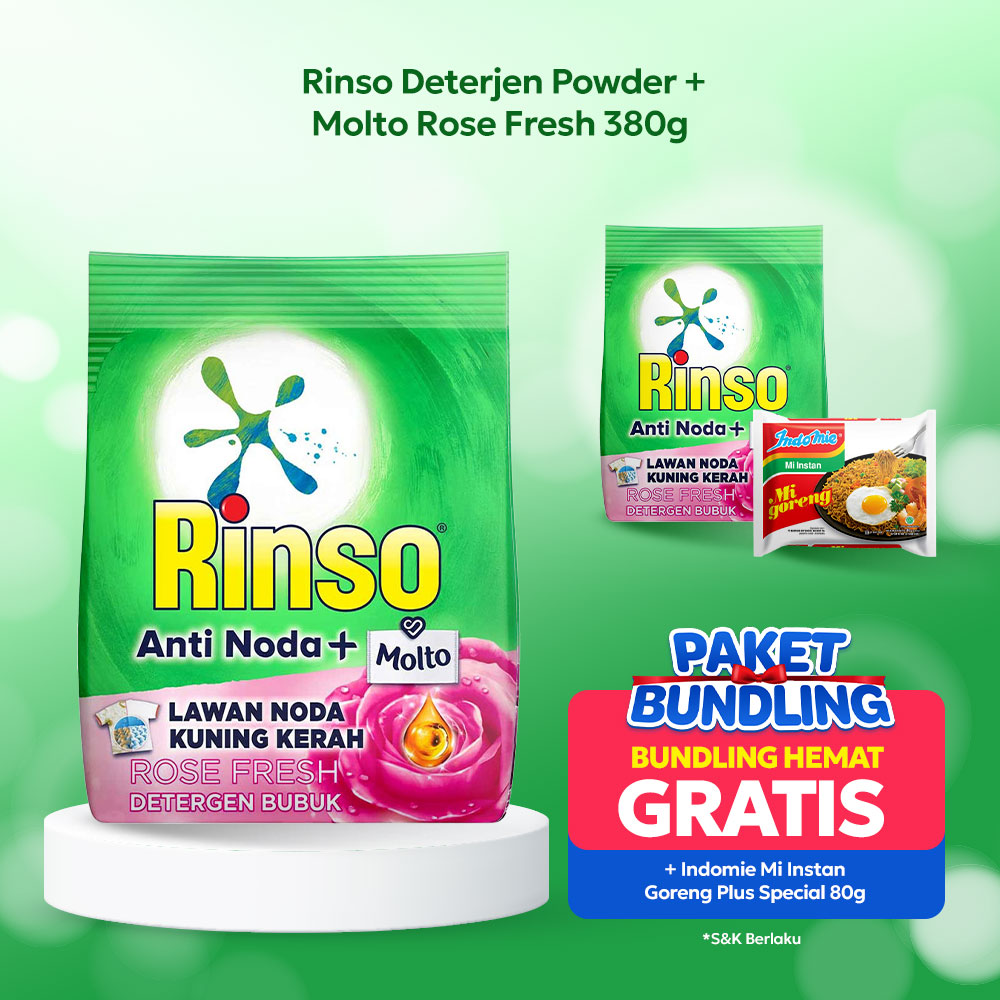 Rinso Deterjen Powder +
Molto Rose Fresh 380g
Rinso®
Anti Noda+
Molto
LAWAN NODA
KUNING KERAH
ROSE FRESH
DETERGEN BUBUK
Rinso®
Anti Noda+
LAWAN NODA
KUNING KERAH
ROSE FRESH
DETERGEN BUBUK
Indomie
Mi Instan
Mi
goreng
PAKET
BUNDLING
BUNDLING HEMAT
GRATIS
+ Indomie Mi Instan
Goreng Plus Special 80g
*S&K Berlaku